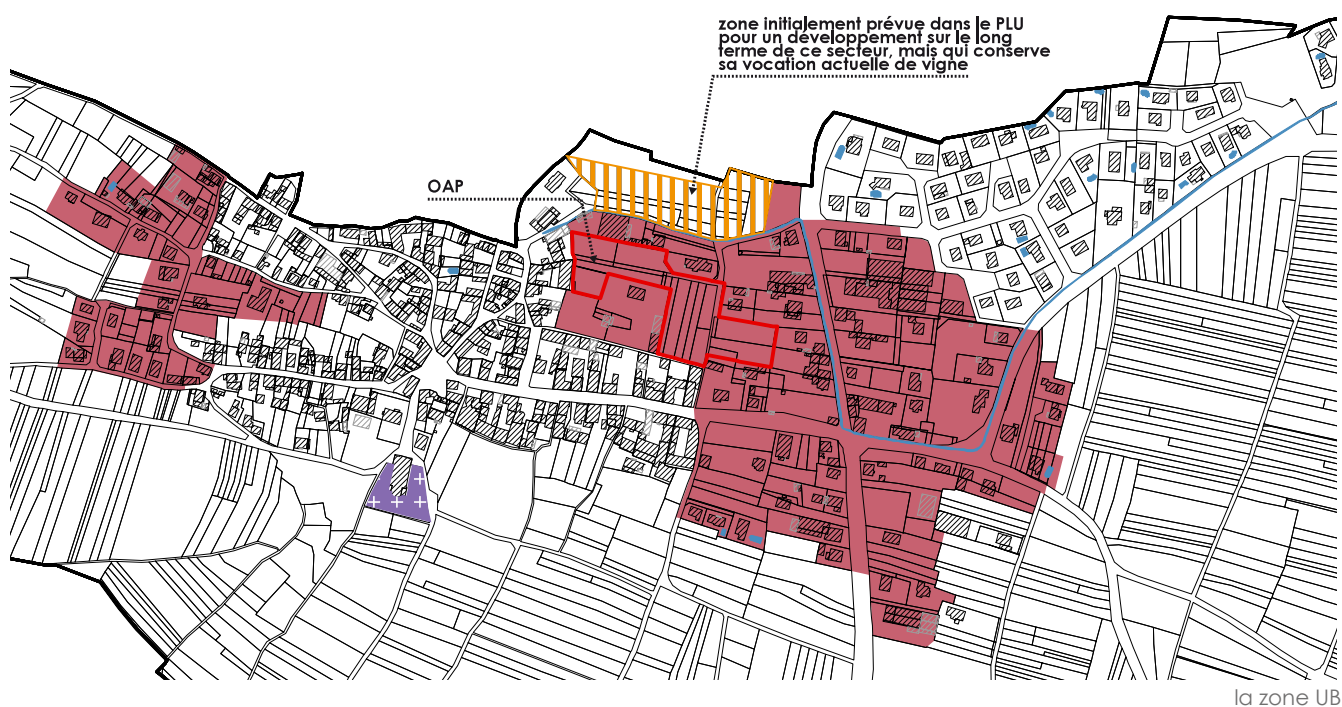 zone initialement prévue dans le PLU
pour un développement sur le long
terme de ce secteur, mais qui conserve
sa vocation actuelle de vigne
OAP
la zone UB